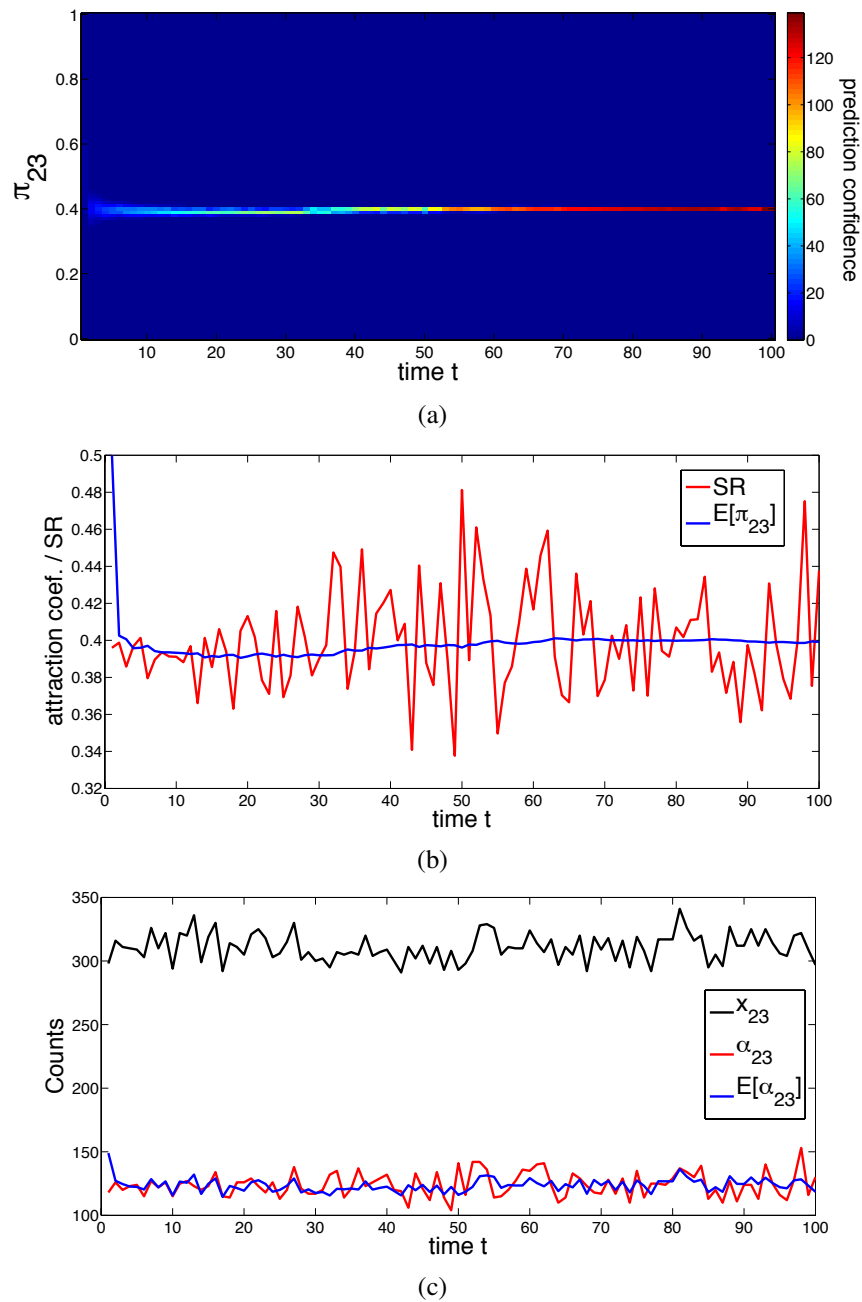 1
0.8
0.6
0.4
0.2
0
π23
10 20 30 40 50 60 70 80 90 100
time t
120
100
80
60
40
20
0
prediction confidence
(a)
0.5
0.48
0.46
0.44
0.42
0.4
0.38
0.36
0.34
0.32
attraction coef. / SR
SR
E[π23]
0 10 20 30 40 50 60 70 80 90 100
time t
(b)
350
300
250
200
150
100
Counts
x23
α23
E[α23]
0 10 20 30 40 50 60 70 80 90 100
time t
(c)